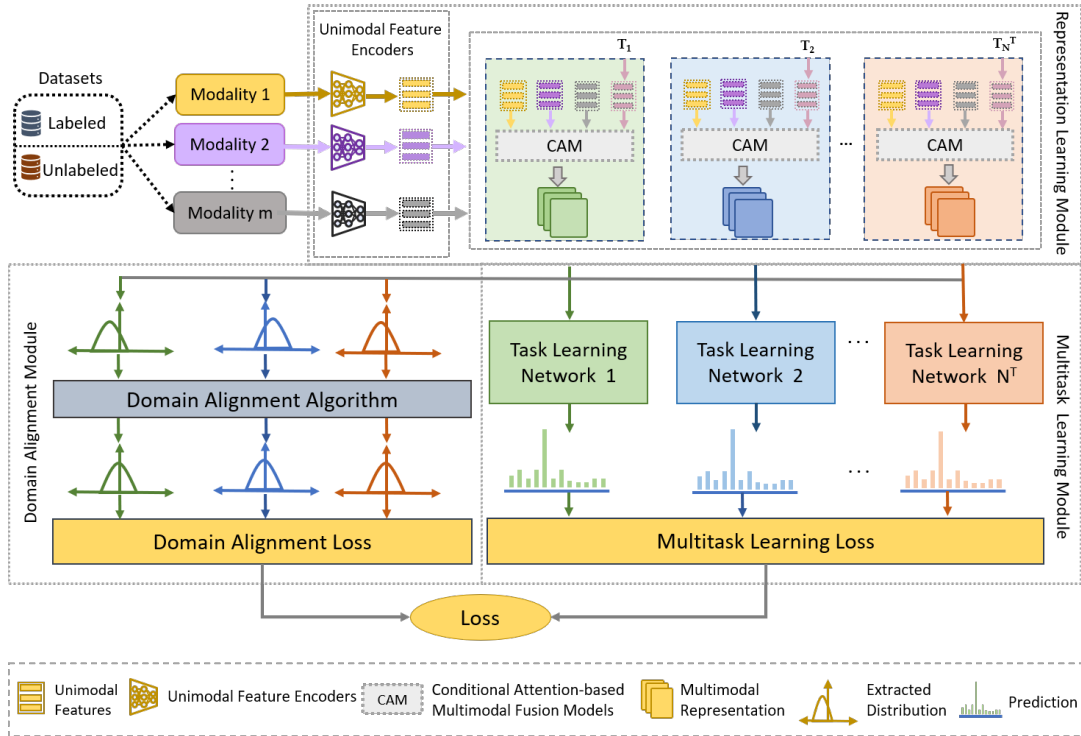 Unimodal Feature
Encoders
Datasets
Labeled
Unlabeled
Modality 1
Modality 2
Modality m
T1
T2
TN^T
CAM
CAM
...
CAM
Representation Learning Module
Domain Alignment Module
Domain Alignment Algorithm
Domain Alignment Loss
Task Learning
Network 1
Task Learning
Network 2
...
Task Learning
Network N^T
...
Multitask Learning Loss
Multitask Learning Module
Loss
Unimodal
Features
Unimodal Feature Encoders
CAM
Conditional Attention-based
Multimodal Fusion Models
Multimodal
Representation
Extracted
Distribution
Prediction